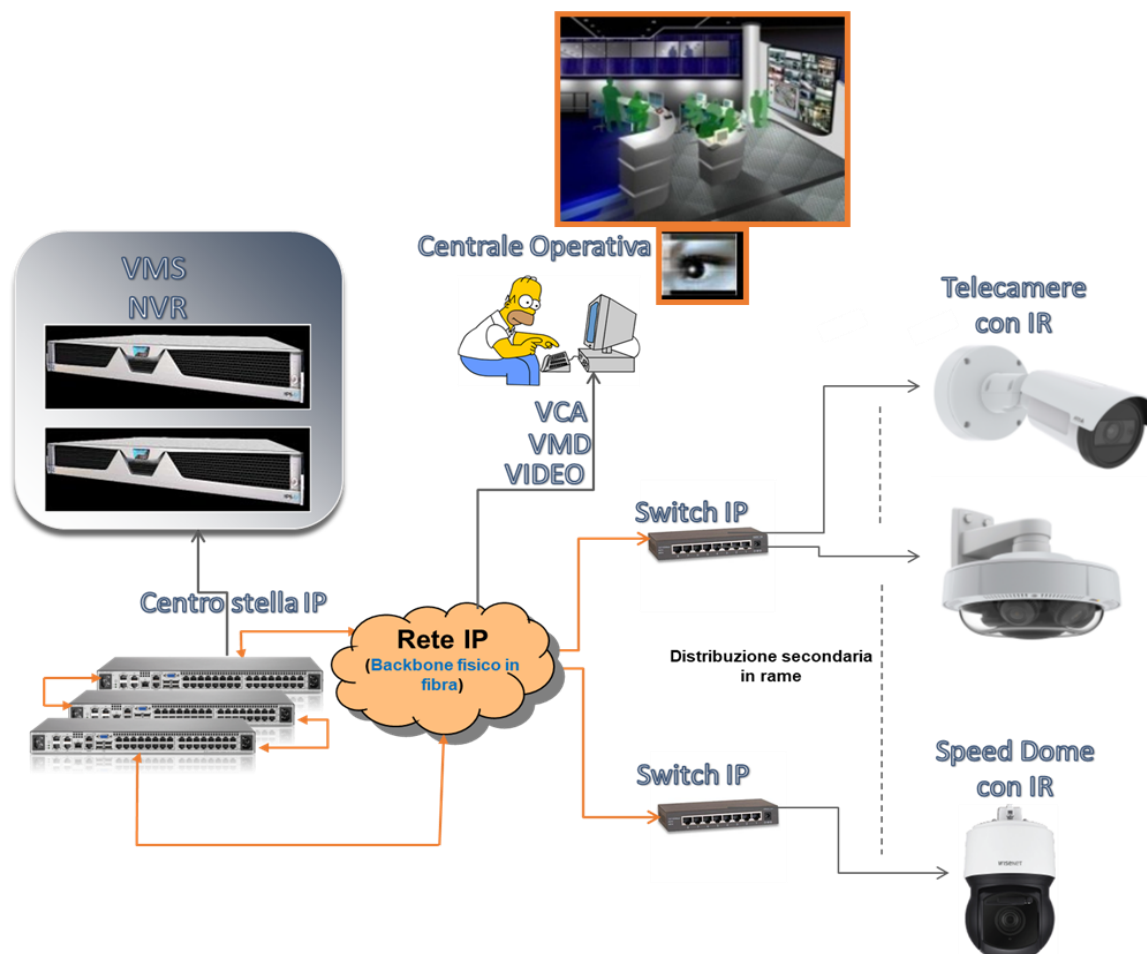 Centrale Operativa
VMS
NVR
Telecamere
con IR
VCA
VMD
VIDEO
Switch IP
Centro stella IP
Rete IP
(Backbone fisico in
fibra)
Distribuzione secondaria
in rame
Switch IP
Speed Dome
con IR